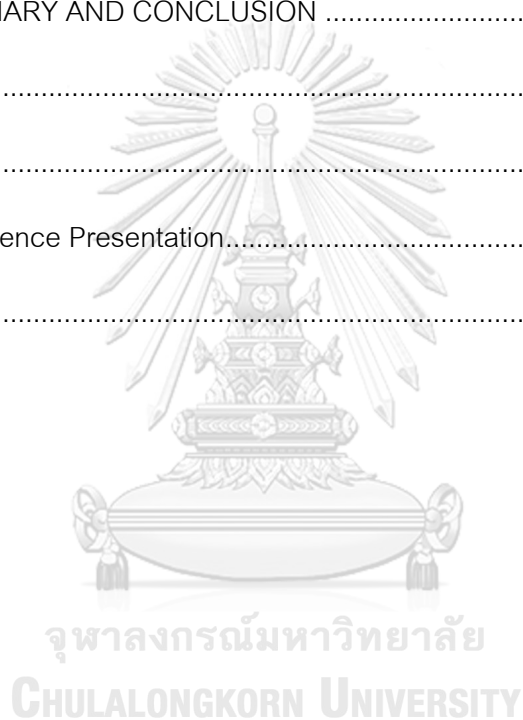 MARY AND CONCLUSION ..........................
.....................................................................
.....................................................................
ence Presentation.......................................
.....................................................................
จุฬาลงกรณ์มหาวิทยาลัย
CHULALONGKORN UNIVERSITY